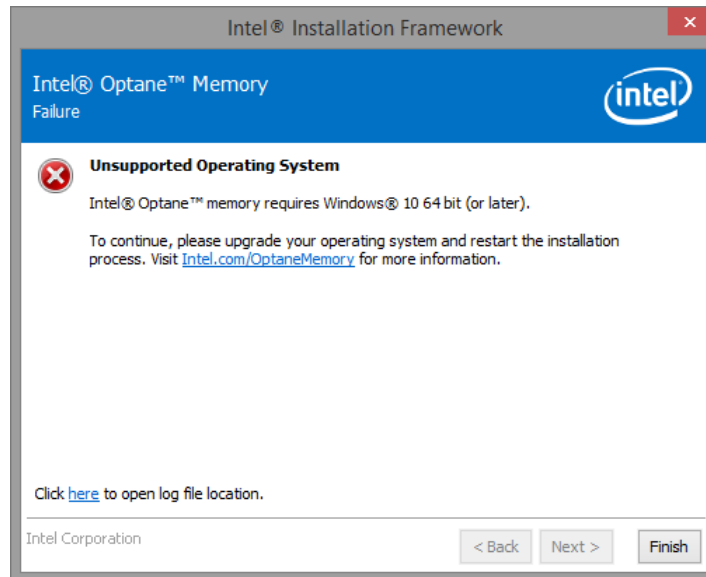 Intel® Installation Framework
Intel® Optane™ Memory
Failure
intel
Unsupported Operating System
Intel® Optane™ memory requires Windows® 10 64 bit (or later).
To continue, please upgrade your operating system and restart the installation
process. Visit Intel.com/OptaneMemory for more information.
Click here to open log file location.
Intel Corporation
< Back Next > Finish